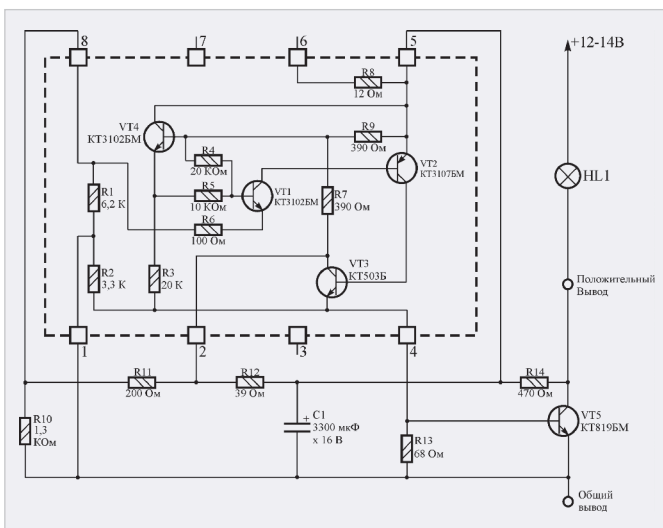 8 7 6 5
+12-14В
R8
12 Ом
VT4
КТ3102БМ
R4
20 КОм
R9
390 Ом
VT2
КТ3107БМ
HL1
R1
6,2 К
R5
10 КОм
VT1
КТ3102БМ
R7
390 Ом
R6
100 Ом
R2
3,3 К
R3
20 К
VT3
КТ503Б
Положительный
Вывод
1 2 3 4
R11
200 Ом
R12
39 Ом
R14
470 Ом
R10
1,3
КОм
+ C1
3300 мкФ
х 16 В
R13
68 Ом
VT5
КТ819БМ
Общий
вывод